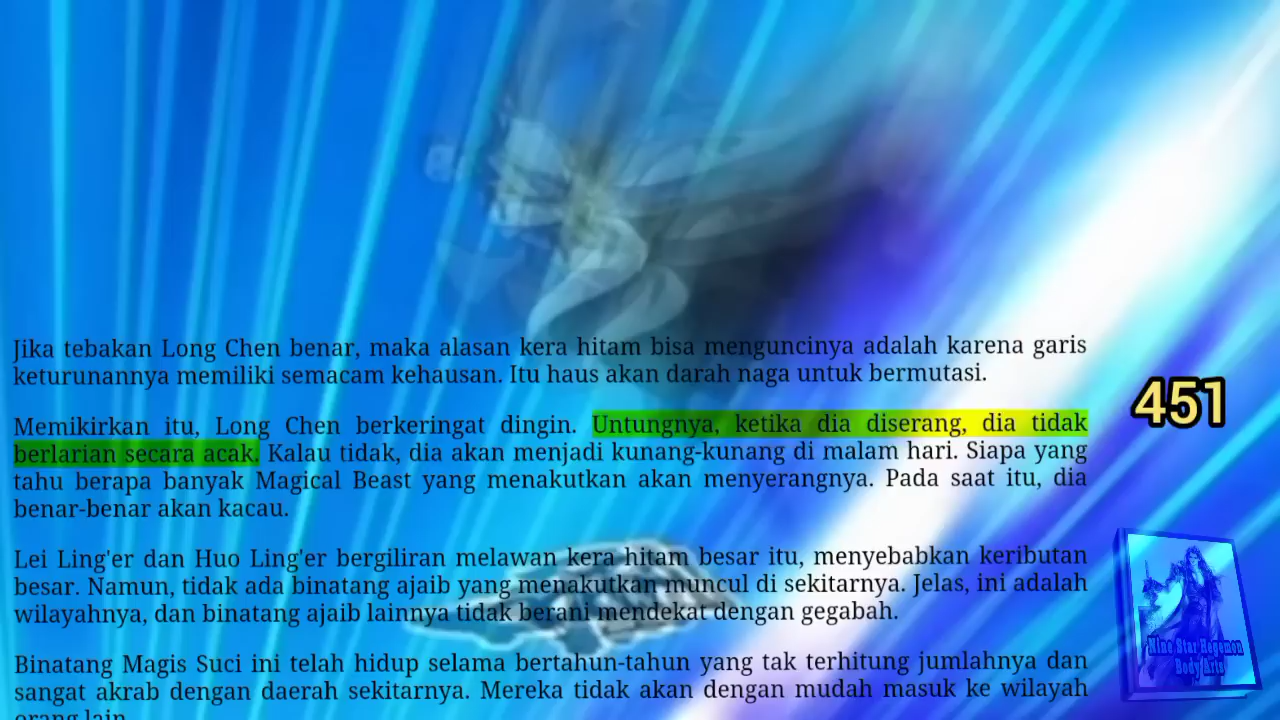 Jika tebakan Long Chen benar, maka alasan kera hitam bisa menguncinya adalah karena garis
keturunannya memiliki semacam kehausan. Itu haus akan darah naga untuk bermutasi.
Memikirkan itu, Long Chen berkeringat dingin. Untungnya, ketika dia diserang, dia tidak
berlarian secara acak. Kalau tidak, dia akan menjadi kunang-kunang di malam hari. Siapa yang
tahu berapa banyak Magical Beast yang menakutkan akan menyerangnya. Pada saat itu, dia
benar-benar akan kacau.
Lei Ling'er dan Huo Ling'er bergiliran melawan kera hitam besar itu, menyebabkan keributan
besar. Namun, tidak ada binatang ajaib yang menakutkan muncul di sekitarnya. Jelas, ini adalah
wilayahnya, dan binatang ajaib lainnya tidak berani mendekat dengan gegabah.
Binatang Magis Suci ini telah hidup selama bertahun-tahun yang tak terhitung jumlahnya dan
sangat akrab dengan daerah sekitarnya. Mereka tidak akan dengan mudah masuk ke wilayah
orang lain.
451
Nine Star Hegemon
Body Arts